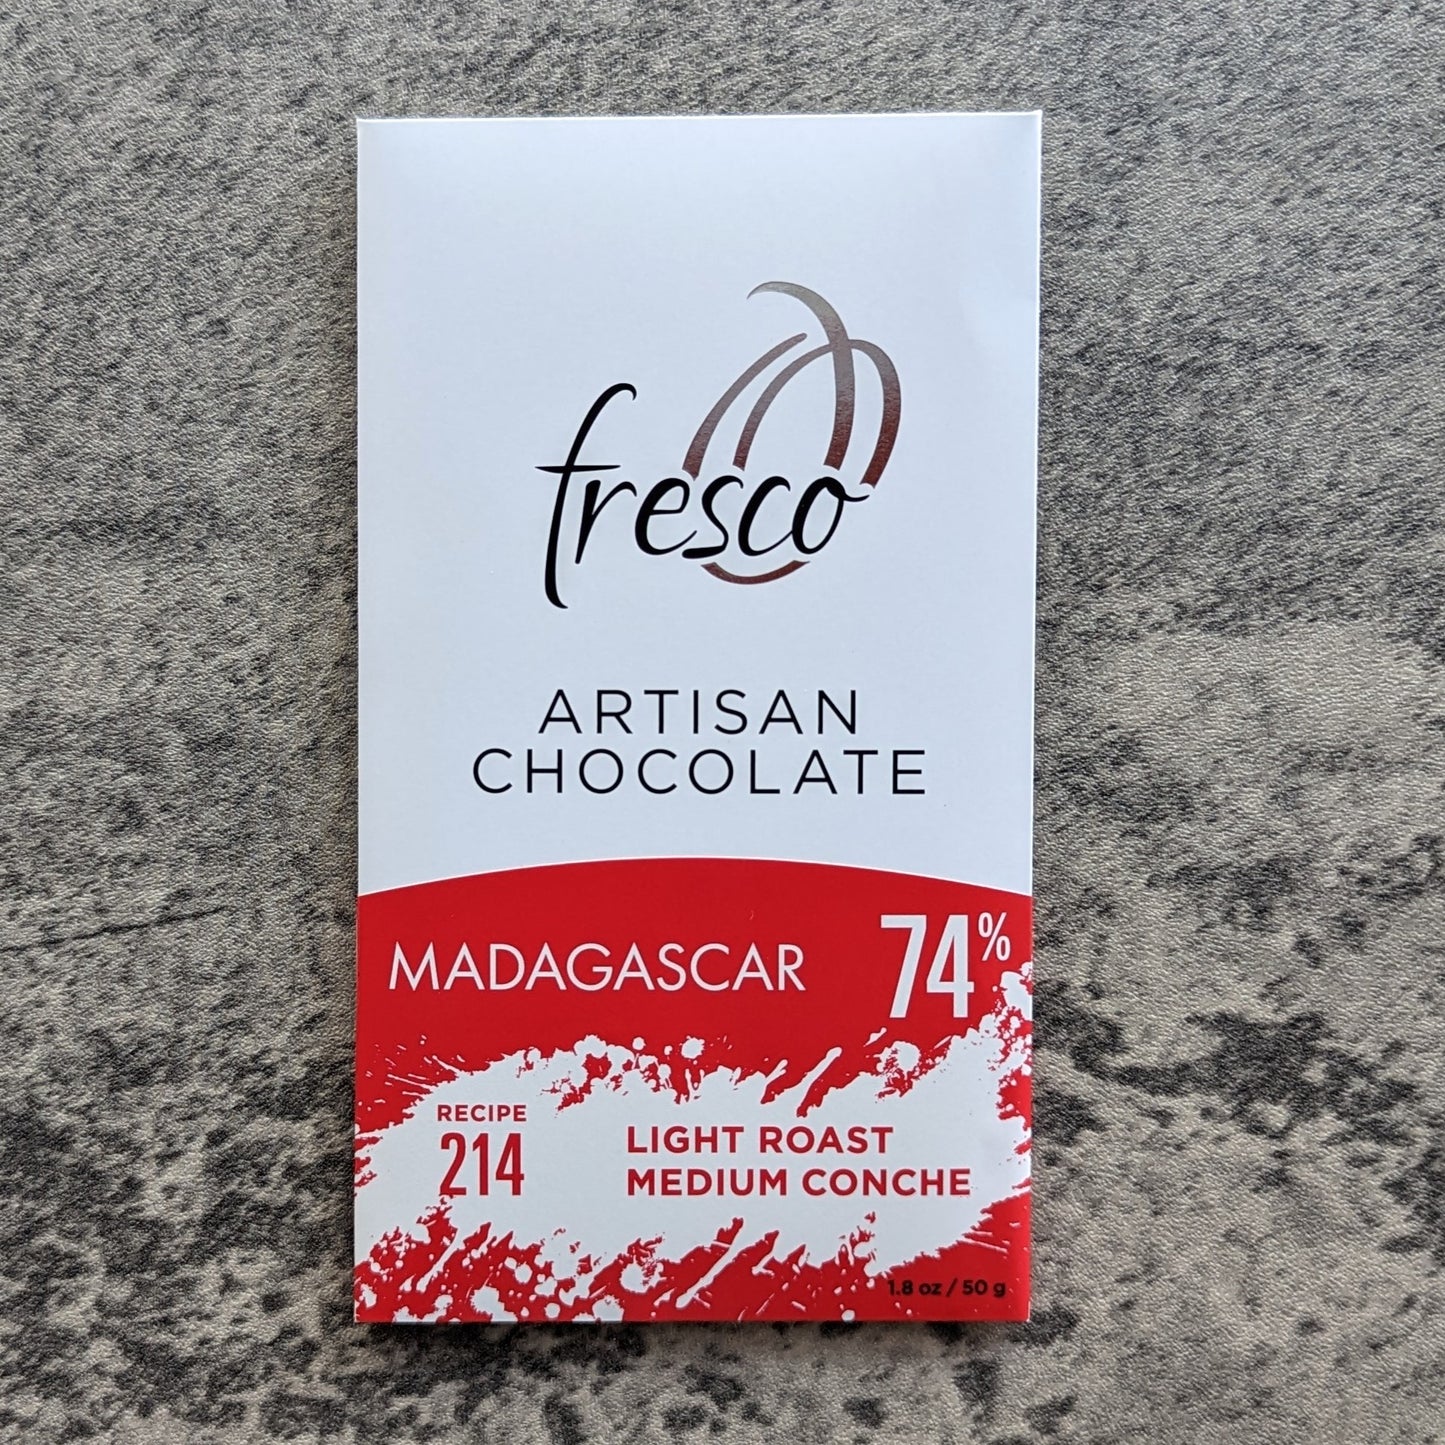 fresco
ARTISAN
CHOCOLATE
MADAGASCAR 74%
RECIPE
214
LIGHT ROAST
MEDIUM CONCHE
1.8 oz / 50 g